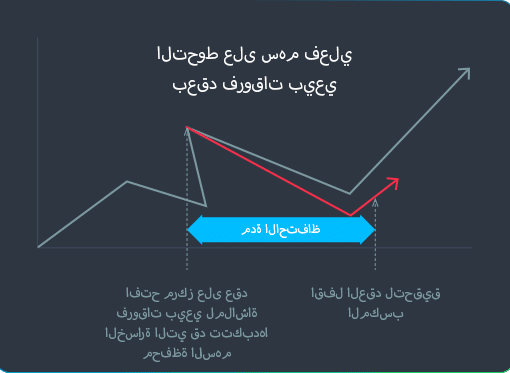 التحوط على سهم فعلي
بعقد فروقات بيعي
مدة الاحتفاظ
افتح مركز على عقد
فروقات بيعي لملاشاة
الخسارة التي قد تتكبدها
محفظة السهم
اقفل العقد لتحقيق
المكسب